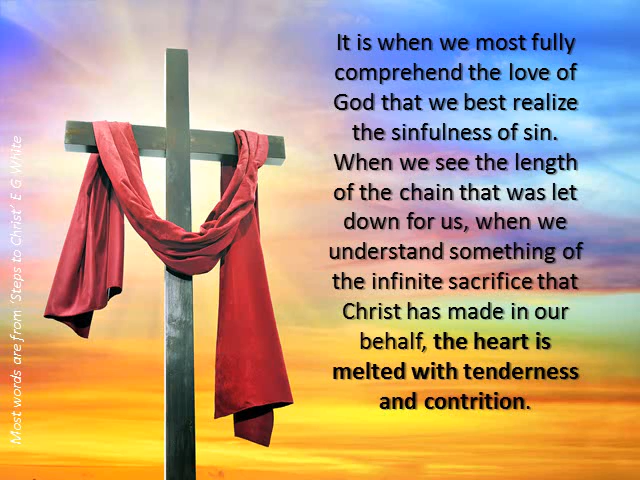 It is when we most fully
comprehend the love of
God that we best realize
the sinfulness of sin.
When we see the length
of the chain that was let
down for us, when we
understand something of
the infinite sacrifice that
Christ has made in our
behalf, the heart is
melted with tenderness
and contrition.
Most words are from 'Steps to Christ' E G White